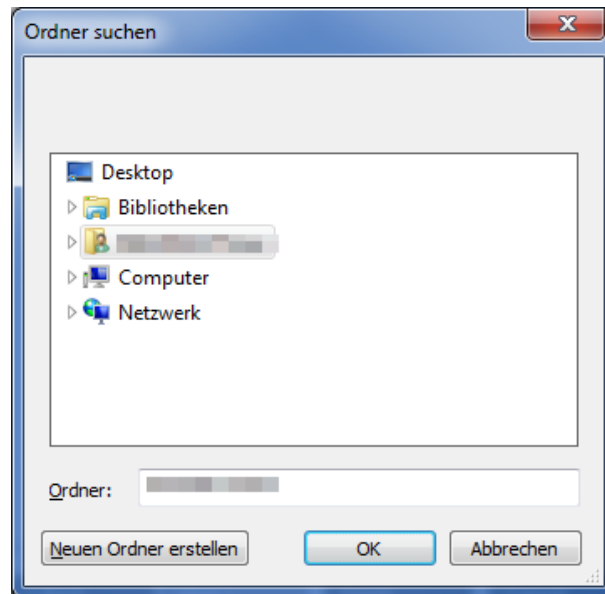 Ordner suchen
Desktop
Bibliotheken
Computer
Netzwerk
Ordner:
Neuen Ordner erstellen
OK
Abbrechen